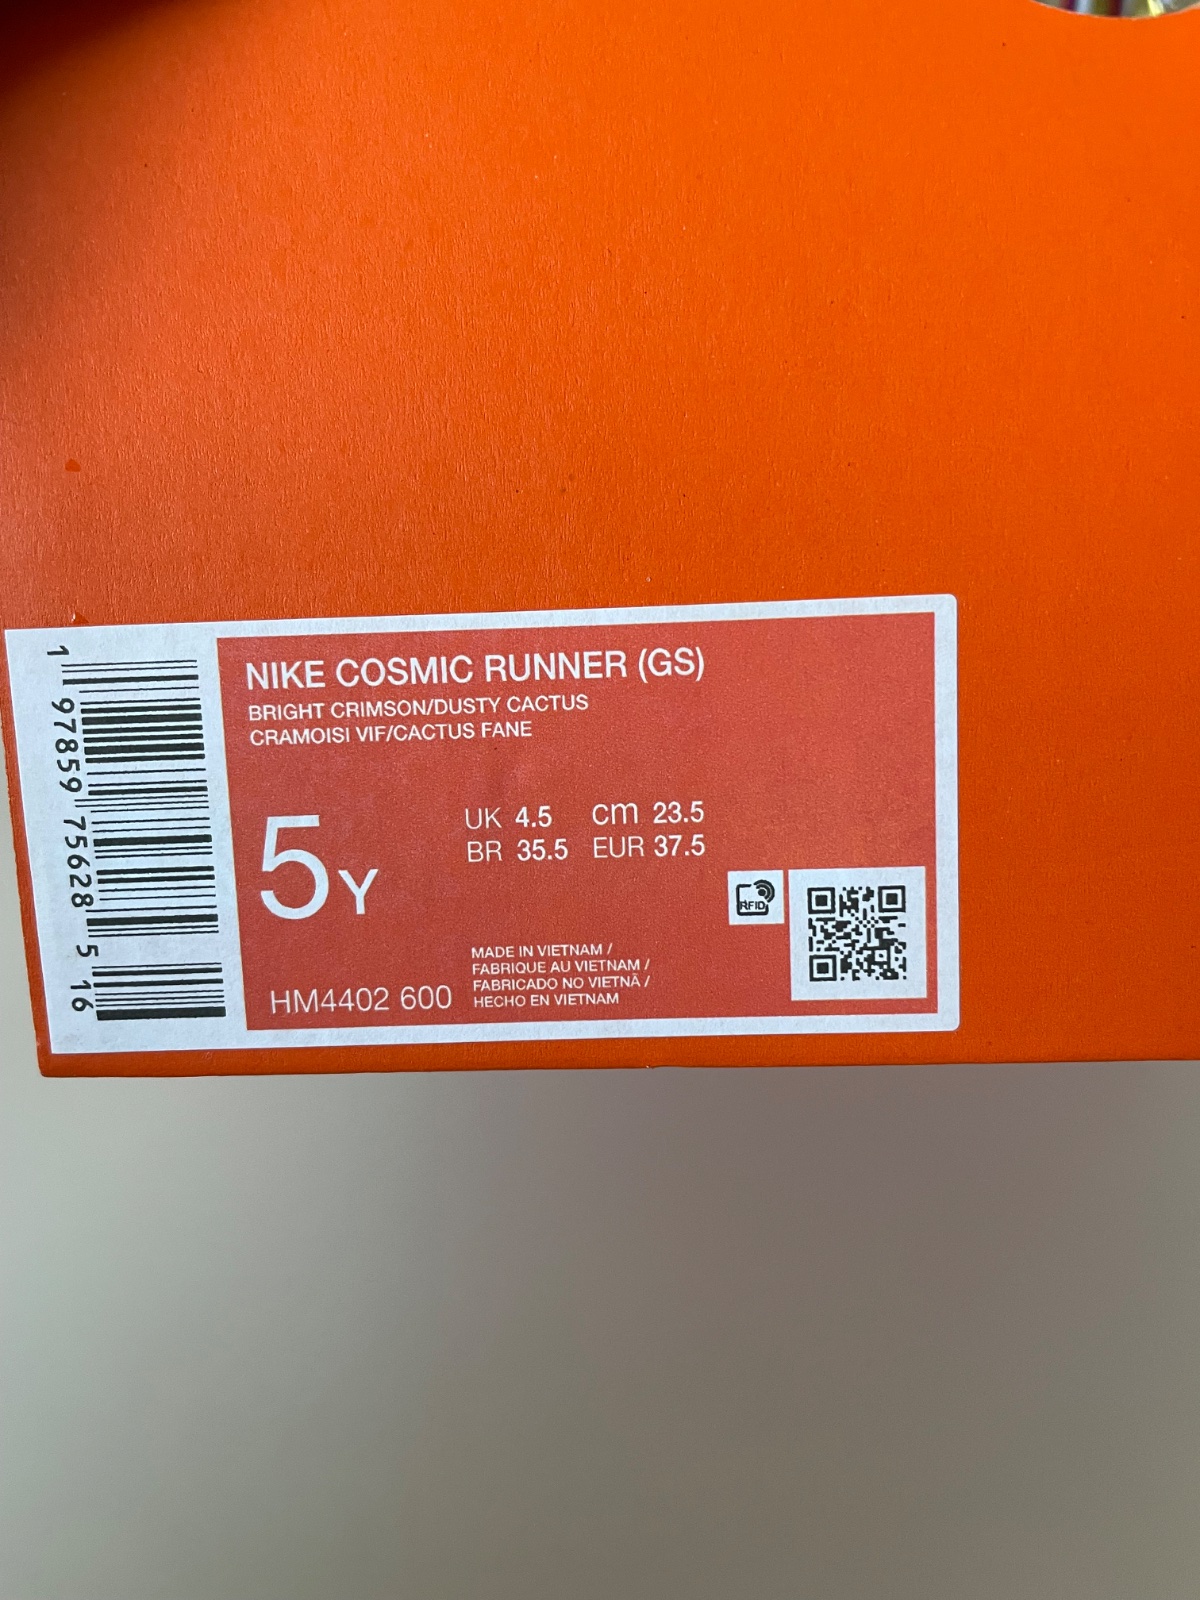 1 97859 75628 5 16
NIKE COSMIC RUNNER (GS)
BRIGHT CRIMSON/DUSTY CACTUS
CRAMOISI VIF/CACTUS FANE
5Y
UK 4.5 cm 23.5
BR 35.5 EUR 37.5
RFID
MADE IN VIETNAM /
FABRIQUE AU VIETNAM /
FABRICADO NO VIETNÃ /
HECHO EN VIETNAM
HM4402 600